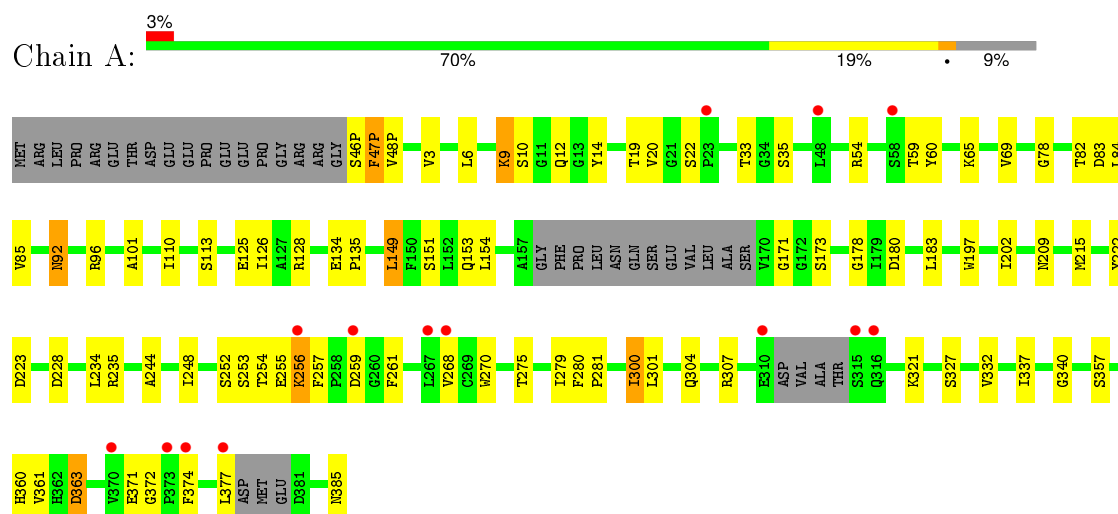 3%
Chain A:
70% 19% • 9%
MET ARG LEU PRO ARG GLU THR ASP GLU GLU PRO GLU GLU PRO GLY ARG ARG GLY S46P F47P V48P V3 L6 K9 S10 G11 Q12 G13 Y14 T19 V20 G21 S22 P23 T33 G34 S35 L48 R54 S58 T59 Y60 K65 V69 G78 T82 D83 L84
V85 N92 R96 A101 I110 S113 E125 I126 A127 R128 E134 P135 L149 F150 S151 L152 Q153 L154 A157 GLY PHE PRO LEU ASN GLN SER GLU VAL LEU ALA SER V170 G171 G172 S173 G178 I179 D180 L183 W197 I202 N209 M215 Y222
D223 D228 L234 R235 A244 I248 S252 S253 T254 E255 K256 F257 P258 D259 G260 F261 L267 V268 C269 W270 T275 I279 F280 P281 I300 L301 Q304 R307 E310 ASP VAL ALA THR S315 Q316 K321 S327 V332 I337 G340 S357
H360 V361 H362 D363 V370 E371 G372 P373 F374 L377 ASP MET GLU D381 N385